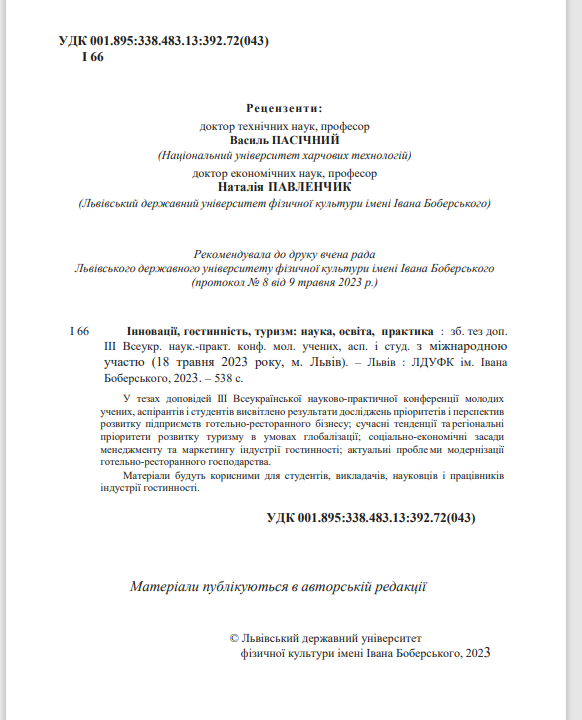 УДК 001.895:338.483.13:392.72(043)
І 66
Рецензенти:
доктор технічних наук, професор
Василь ПАСІЧНИЙ
(Національний університет харчових технологій)
доктор економічних наук, професор
Наталія ПАВЛЕНЧИК
(Львівський державний університет фізичної культури імені Івана Боберського)
Рекомендувала до друку вчена рада
Львівського державного університету фізичної культури імені Івана Боберського
(протокол № 8 від 9 травня 2023 р.)
І 66 Інновації, гостинність, туризм: наука, освіта, практика : зб. тез доп.
ІІІ Всеукр. наук.-практ. конф. мол. учених, асп. і студ. з міжнародною
участю (18 травня 2023 року, м. Львів). – Львів : ЛДУФК ім. Івана
Боберського, 2023. – 538 с.
У тезах доповідей ІІІ Всеукраїнської науково-практичної конференції молодих
учених, аспірантів і студентів висвітлено результати досліджень пріоритетів і перспектив
розвитку підприємств готельно-ресторанного бізнесу; сучасні тенденції та регіональні
пріоритети розвитку туризму в умовах глобалізації; соціально-економічні засади
менеджменту та маркетингу індустрії гостинності; актуальні проблеми модернізації
готельно-ресторанного господарства.
Матеріали будуть корисними для студентів, викладачів, науковців і працівників
індустрії гостинності.
УДК 001.895:338.483.13:392.72(043)
Матеріали публікуються в авторській редакції
© Львівський державний університет
фізичної культури імені Івана Боберського, 2023